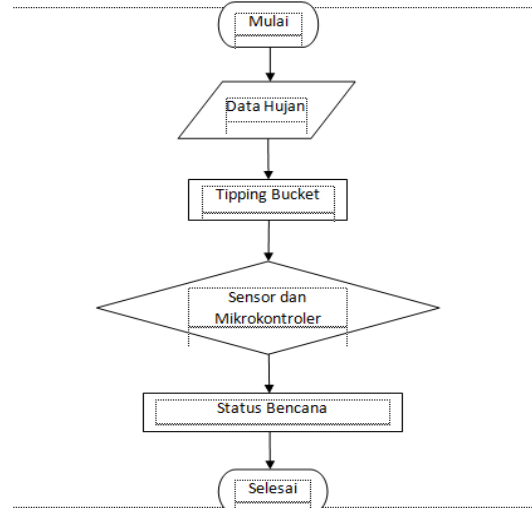 Mulai
Data Hujan
Tipping Bucket
Sensor dan
Mikrokontroler
Status Bencana
Selesai